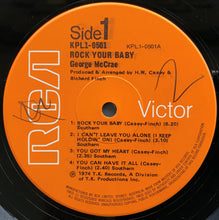 Side 1
KPL1-0501
KPL1-0501A
ROCK YOUR BABY
George McCrae
Produced & Arranged by H.W. Casey &
Richard Finch
RCA
Victor
2
1. ROCK YOUR BABY (Casey-Finch) (6.20)
Southern
2. I CAN'T LEAVE YOU ALONE (I KEEP
HOLDIN' ON) (Casey-Finch)
(2.30) Southern
3. YOU GOT MY HEART (Casey-Finch)
(2.35) Southern
4. YOU CAN HAVE IT ALL (Casey-
Finch) (2.40) Southern
℗ 1974 T.K. Records, A Division
of T.K. Productions Inc.